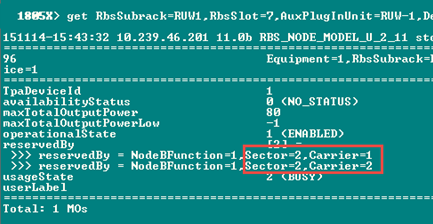 1805X> get RbsSubrack=RUW1,RbsSlot=7,AuxPlugInUnit=RUW-1,De
151114-15:43:32 10.239.46.201 11.0b RBS_NODE_MODEL_U_2_11 sto
96 Equipment=1,RbsSubrack
ice=1
TpaDeviceId 1
availabilityStatus 0 (NO_STATUS)
maxTotalOutputPower 80
maxTotalOutputPowerLow -1
operationalState 1 (ENABLED)
reservedBy [2] =
>>> reservedBy = NodeBFunction=1,Sector=2,Carrier=1
>>> reservedBy = NodeBFunction=1,Sector=2,Carrier=2
usageState 2 (BUSY)
userLabel
Total: 1 MOs